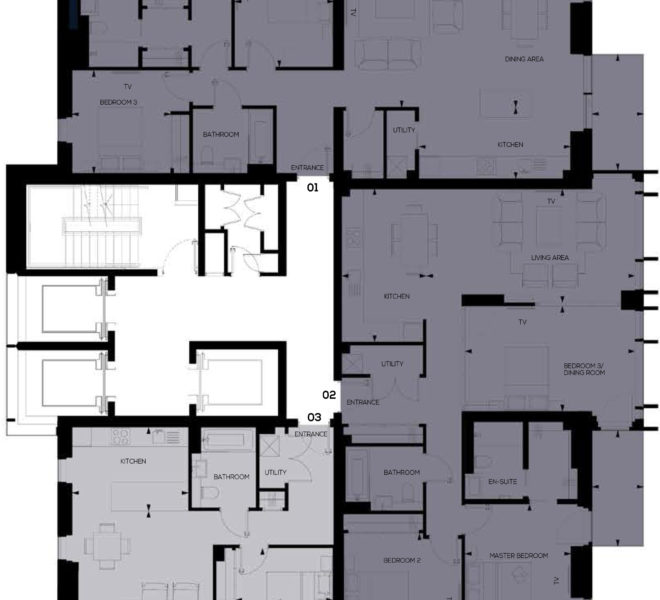 TV
DINING AREA
TV
BEDROOM 3
BATHROOM
UTILITY
KITCHEN
ENTRANCE
01
TV
LIVING AREA
KITCHEN
TV
UTILITY
BEDROOM 3/
DINING ROOM
02
ENTRANCE
03
ENTRANCE
KITCHEN
BATHROOM
UTILITY
BATHROOM
EN-SUITE
BEDROOM 2
MASTER BEDROOM
TV
TV